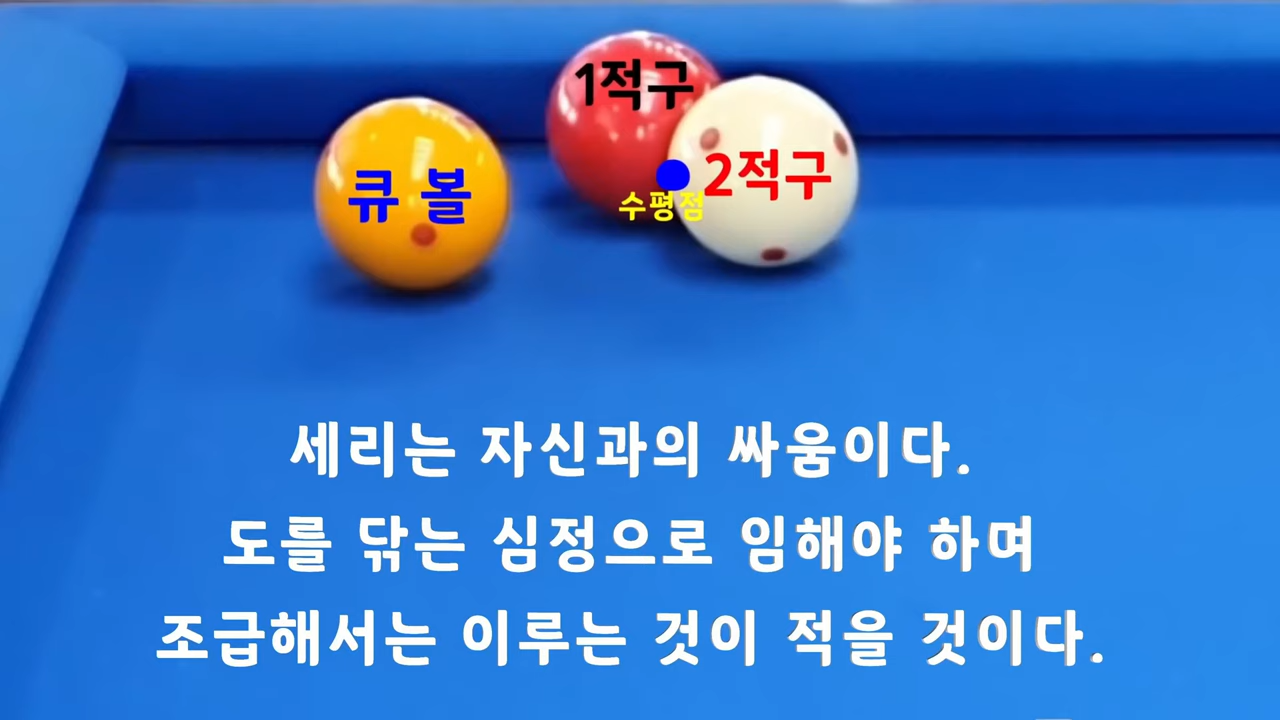 1적구
큐 볼
2적구
수평점
세리는 자신과의 싸움이다.
도를 닦는 심정으로 임해야 하며
조급해서는 이루는 것이 적을 것이다.